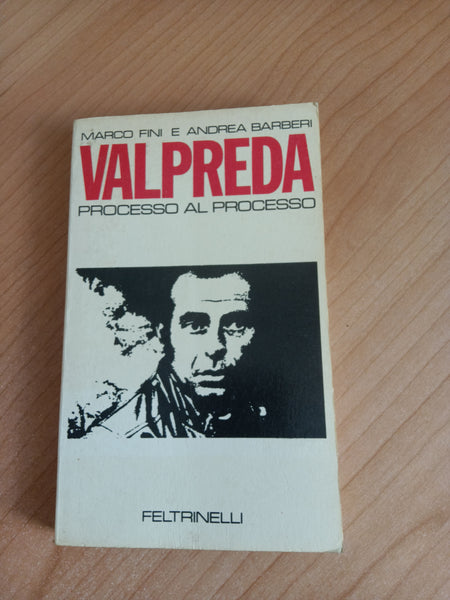 MARCO FINI E ANDREA BARBERI
VALPREDA
PROCESSO AL PROCESSO
FELTRINELLI